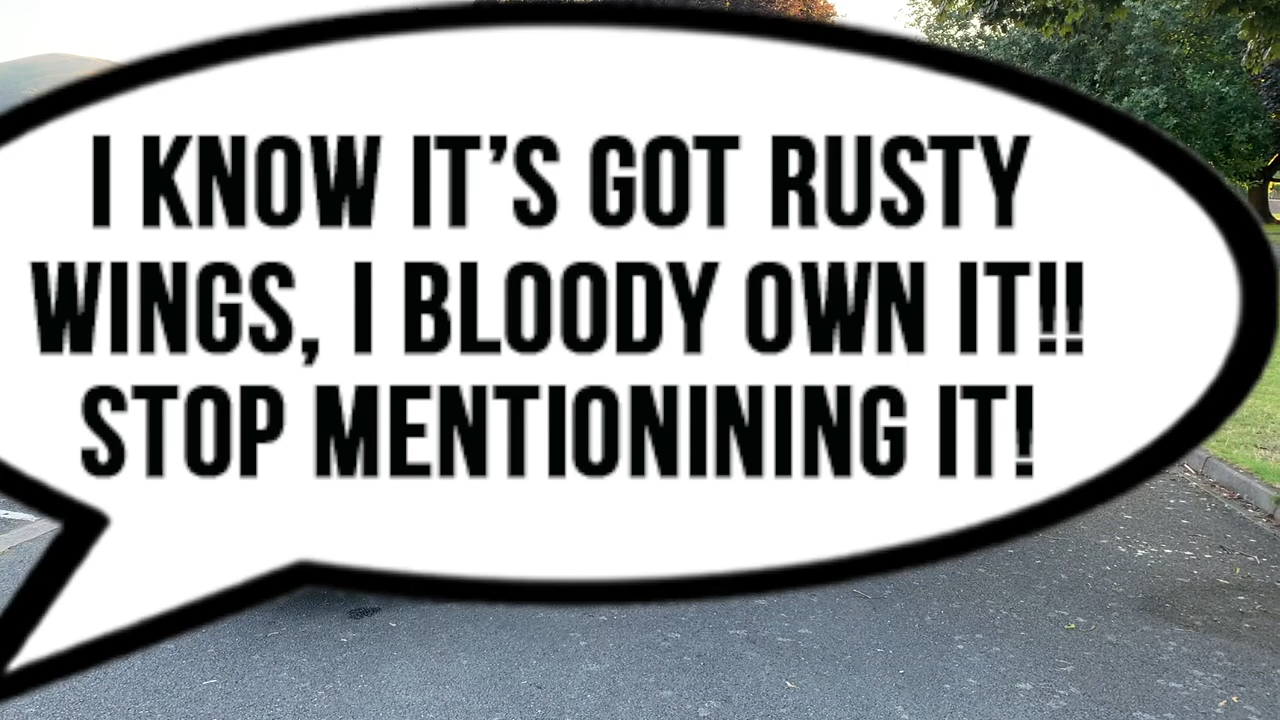 I KNOW IT’S GOT RUSTY
WINGS, I BLOODY OWN IT!!
STOP MENTIONINING IT!